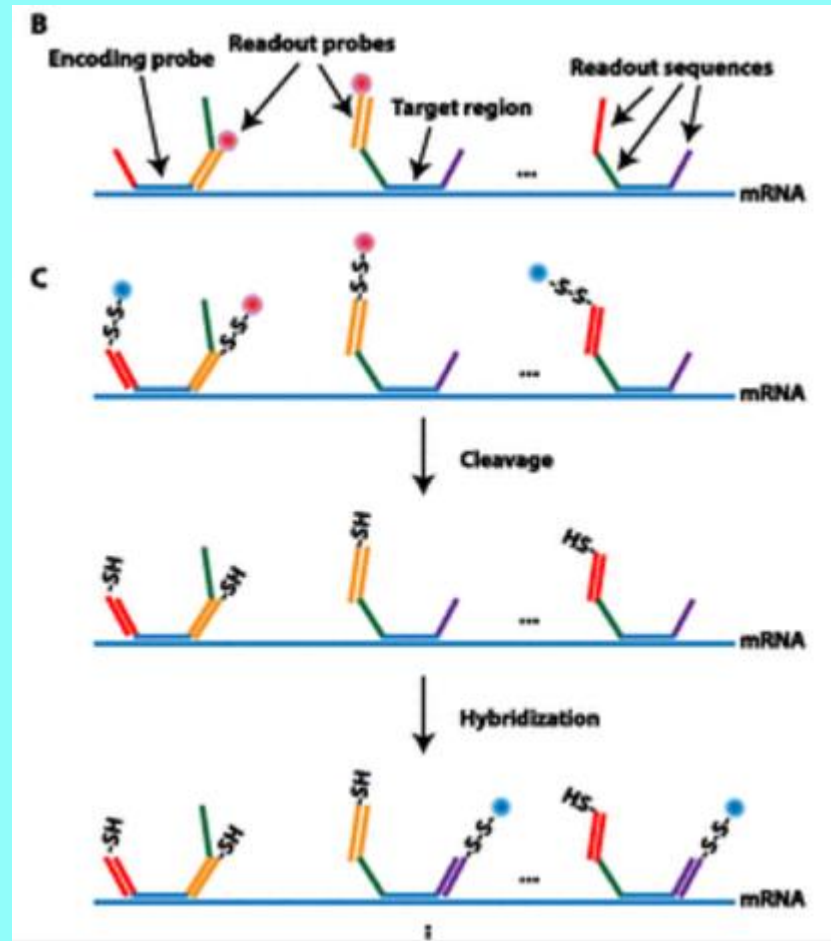 B
Readout probes
Encoding probe
Readout sequences
Target region
...
mRNA
C
-S-S-
-S-S-
-S-S-
-S-S-
...
mRNA
Cleavage
-SH
-SH
-SH
HS-
...
mRNA
Hybridization
-SH
-SH
-SH
-S-S-
HS-
-S-S-
...
mRNA
: